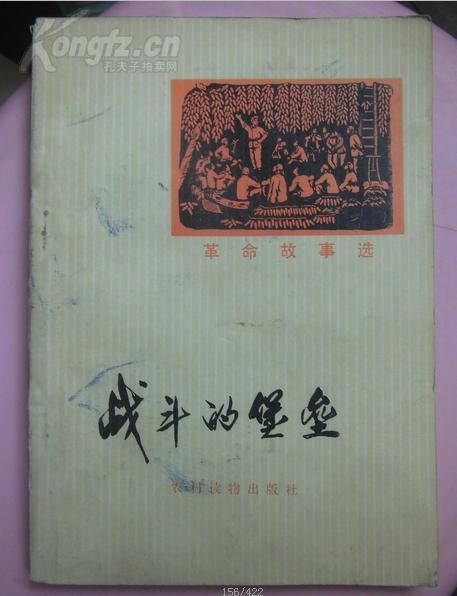 Kongfz.cn
孔夫子拍卖网
革命故事选
战斗的堡垒
农村读物出版社
156/422